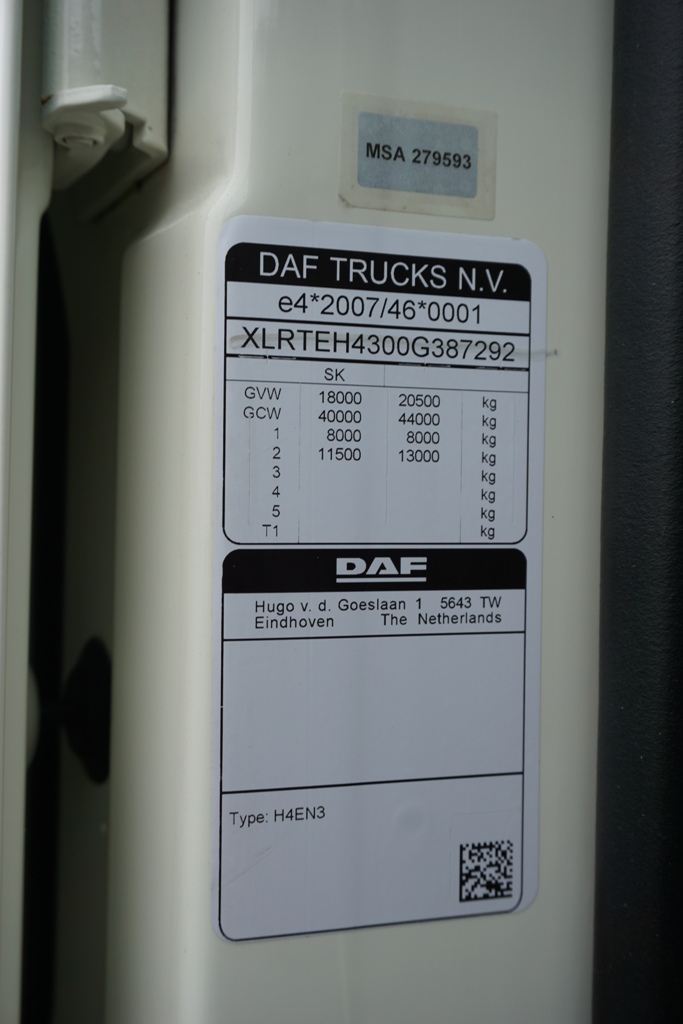 MSA 279593
DAF TRUCKS N.V.
e4*2007/46*0001
XLRTEH4300G387292
SK
GVW 18000 20500 kg
GCW 40000 44000 kg
1 8000 8000 kg
2 11500 13000 kg
3 kg
4 kg
5 kg
T1 kg
DAF
Hugo v. d. Goeslaan 1 5643 TW
Eindhoven The Netherlands
Type: H4EN3